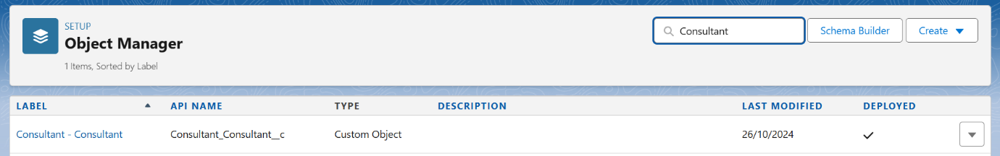 SETUP
Object Manager
1 Items, Sorted by Label
Consultant
Schema Builder
Create
LABEL API NAME TYPE DESCRIPTION LAST MODIFIED DEPLOYED
Consultant - Consultant Consultant_Consultant__c Custom Object 26/10/2024